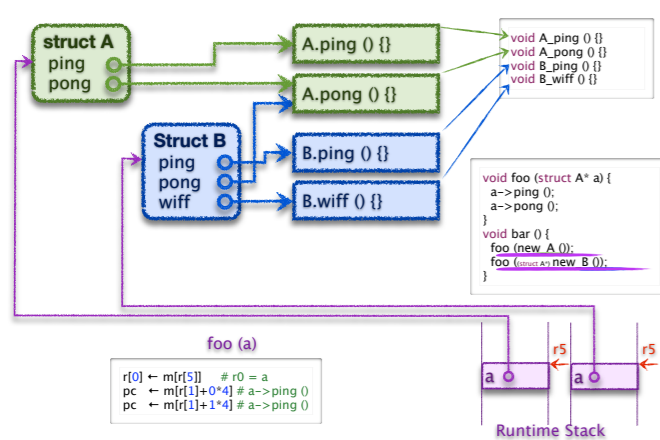 struct A
ping
pong
A.ping () {}
A.pong () {}
void A_ping () {}
void A_pong () {}
void B_ping () {}
void B_wiff () {}
Struct B
ping
pong
wiff
B.ping () {}
B.wiff () {}
void foo (struct A* a) {
a->ping ();
a->pong ();
}
void bar () {
foo (new_A ());
foo ((struct A*) new_B ());
}
foo (a)
r[0] ← m[r[5]] # r0 = a
pc ← m[r[1]+0*4] # a->ping ()
pc ← m[r[1]+1*4] # a->ping ()
a
r5
a
r5
Runtime Stack